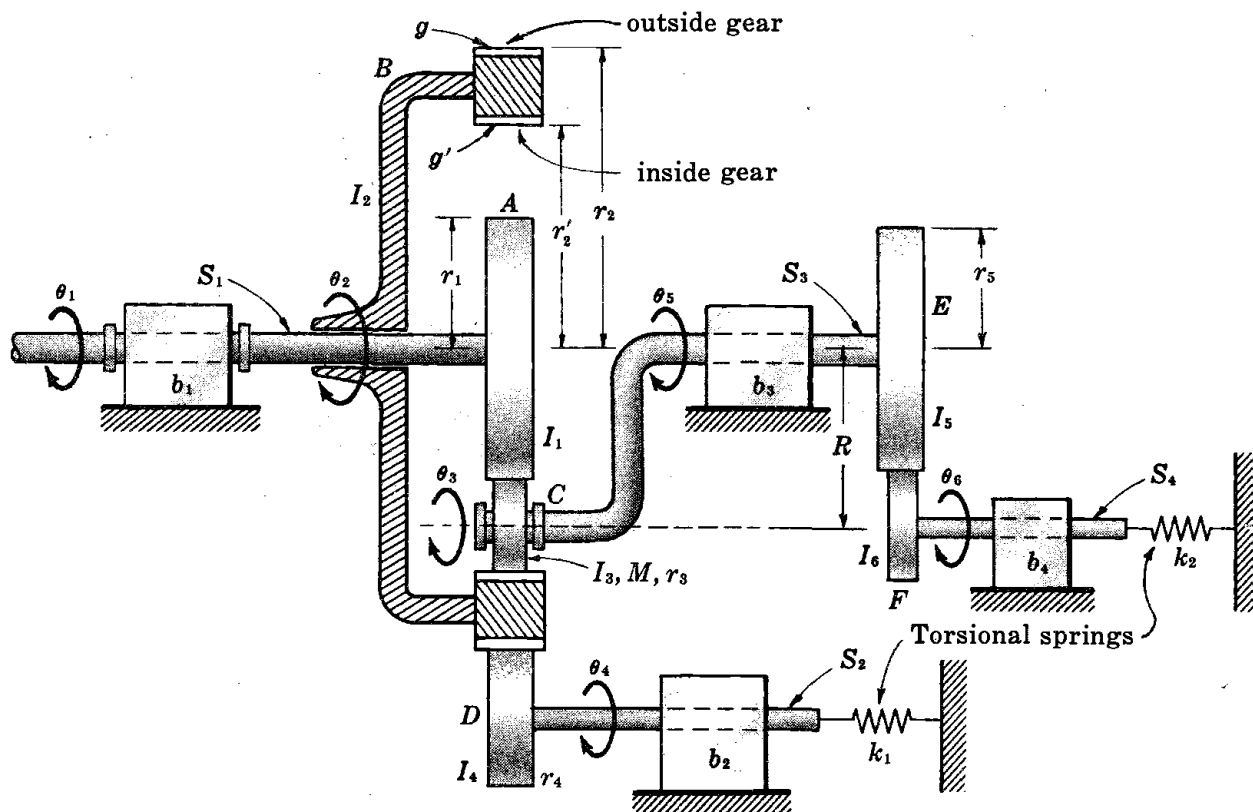 g
outside gear
B
g′
inside gear
I₂
A
r₂
r₂′
r₁
S₁
θ₁
θ₂
b₁
I₁
θ₃
C
I₃, M, r₃
θ₅
S₃
b₃
r₅
E
I₅
R
θ₆
S₄
I₆
b₄
k₂
F
Torsional springs
θ₄
S₂
D
b₂
k₁
I₄
r₄